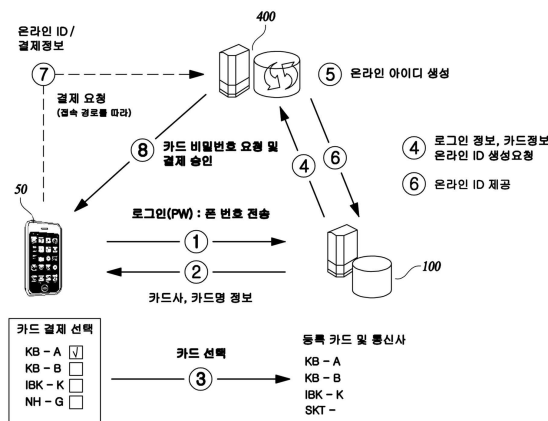 온라인 ID /
결제정보
400
⑦
⑤ 온라인 아이디 생성
결제 요청
(접속 경로를 따라)
⑧ 카드 비밀번호 요청 및
결제 승인
④
⑥
④ 로그인 정보, 카드정보
온라인 ID 생성요청
⑥ 온라인 ID 제공
50
로그인(PW) : 폰 번호 전송
①
②
100
카드사, 카드명 정보
카드 결제 선택
KB - A √
KB - B
IBK - K
NH - G
카드 선택
③
등록 카드 및 통신사
KB - A
KB - B
IBK - K
SKT -